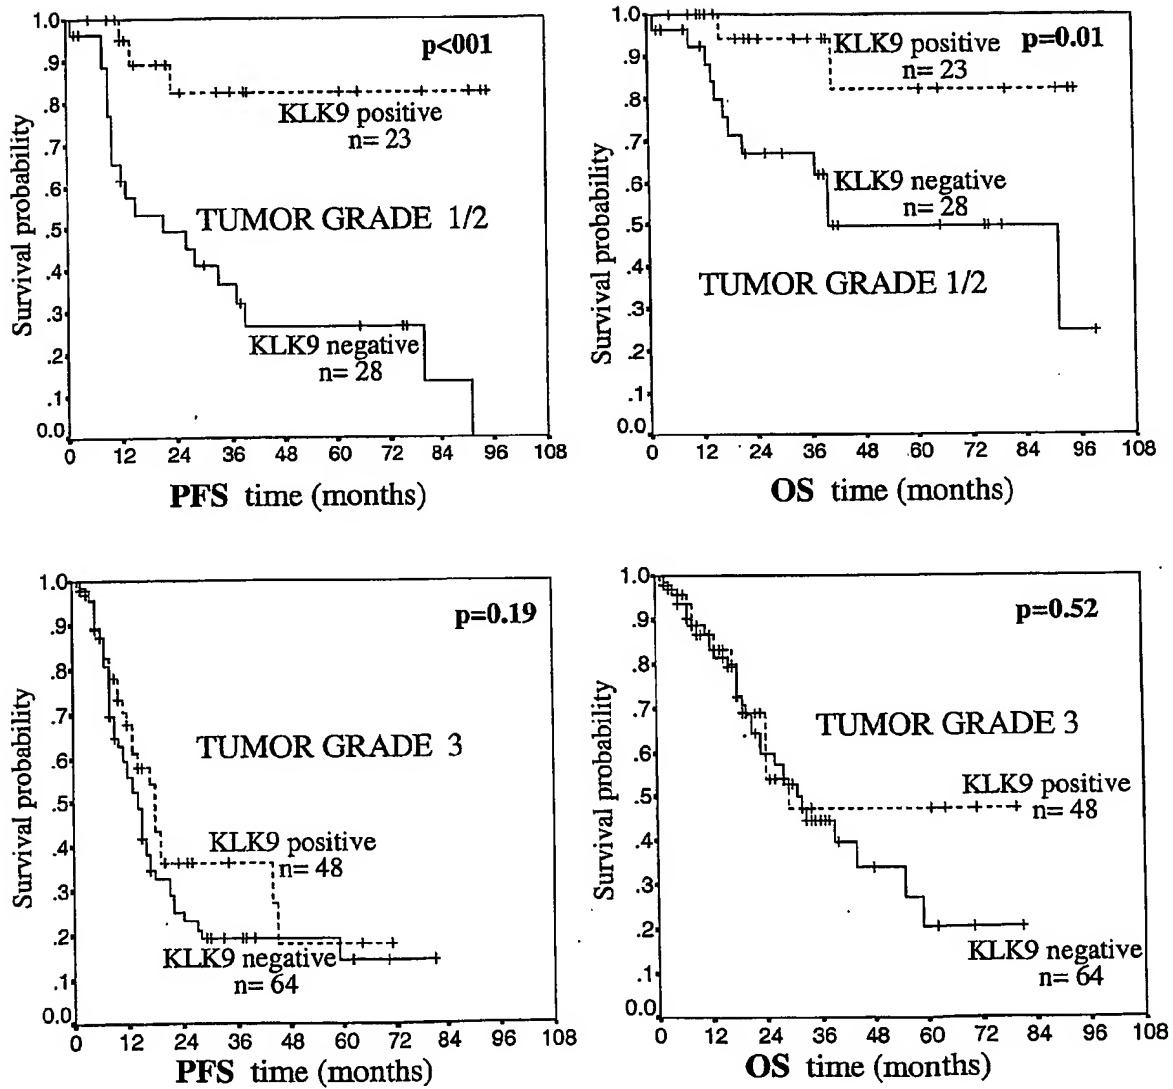 1.0
.9
.8
.7
.6
.5
.4
.3
.2
.1
0.0
Survival probability
p<001
KLK9 positive
n= 23
TUMOR GRADE 1/2
KLK9 negative
n= 28
0 12 24 36 48 60 72 84 96 108
PFS time (months)
1.0
.9
.8
.7
.6
.5
.4
.3
.2
.1
0.0
Survival probability
KLK9 positive p=0.01
n= 23
KLK9 negative
n= 28
TUMOR GRADE 1/2
0 12 24 36 48 60 72 84 96 108
OS time (months)
1.0
.9
.8
.7
.6
.5
.4
.3
.2
.1
0.0
Survival probability
p=0.19
TUMOR GRADE 3
KLK9 positive
n= 48
KLK9 negative
n= 64
0 12 24 36 48 60 72 84 96 108
PFS time (months)
1.0
.9
.8
.7
.6
.5
.4
.3
.2
.1
0.0
Survival probability
p=0.52
TUMOR GRADE 3
KLK9 positive
n= 48
KLK9 negative
n= 64
0 12 24 36 48 60 72 84 96 108
OS time (months)